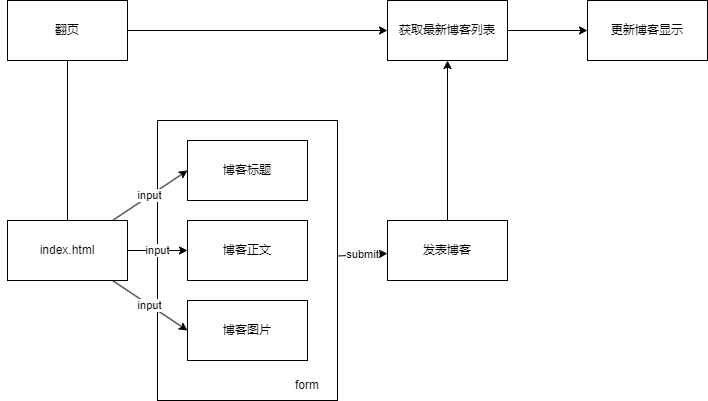 翻页
获取最新博客列表
更新博客显示
博客标题
input
index.html
input
博客正文
submit
发表博客
input
博客图片
form